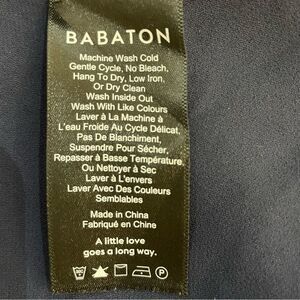 BABATON
Machine Wash Cold
Gentle Cycle, No Bleach,
Hang To Dry, Low Iron,
Or Dry Clean
Wash Inside Out
Wash With Like Colours
Laver À La Machine à
L'eau Froide Au Cycle Délicat,
Pas De Blanchiment,
Suspendre Pour Sécher,
Repasser à Basse Température,
Ou Nettoyer à Sec
Laver À L'envers
Laver Avec Des Couleurs
Semblables
Made in China
Fabriqué en Chine
A little love
goes a long way.
P